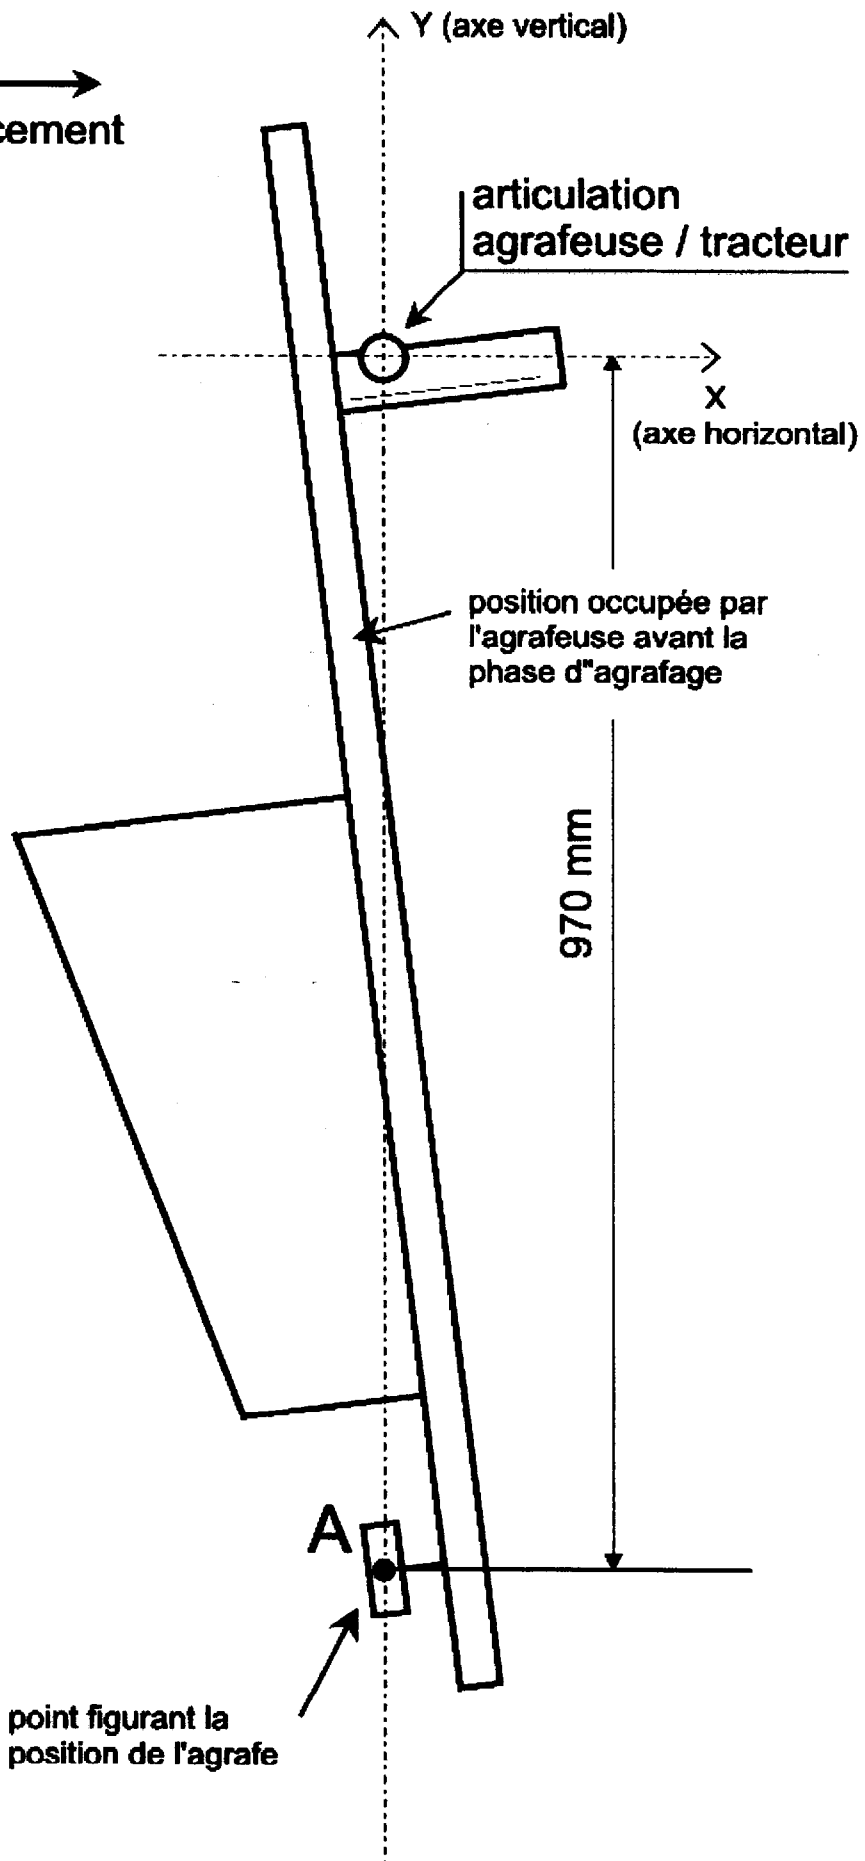 Y (axe vertical)
cement
articulation
agrafeuse / tracteur
X
(axe horizontal)
position occupée par
l'agrafeuse avant la
phase d"agrafage
970 mm
A
point figurant la
position de l'agrafe